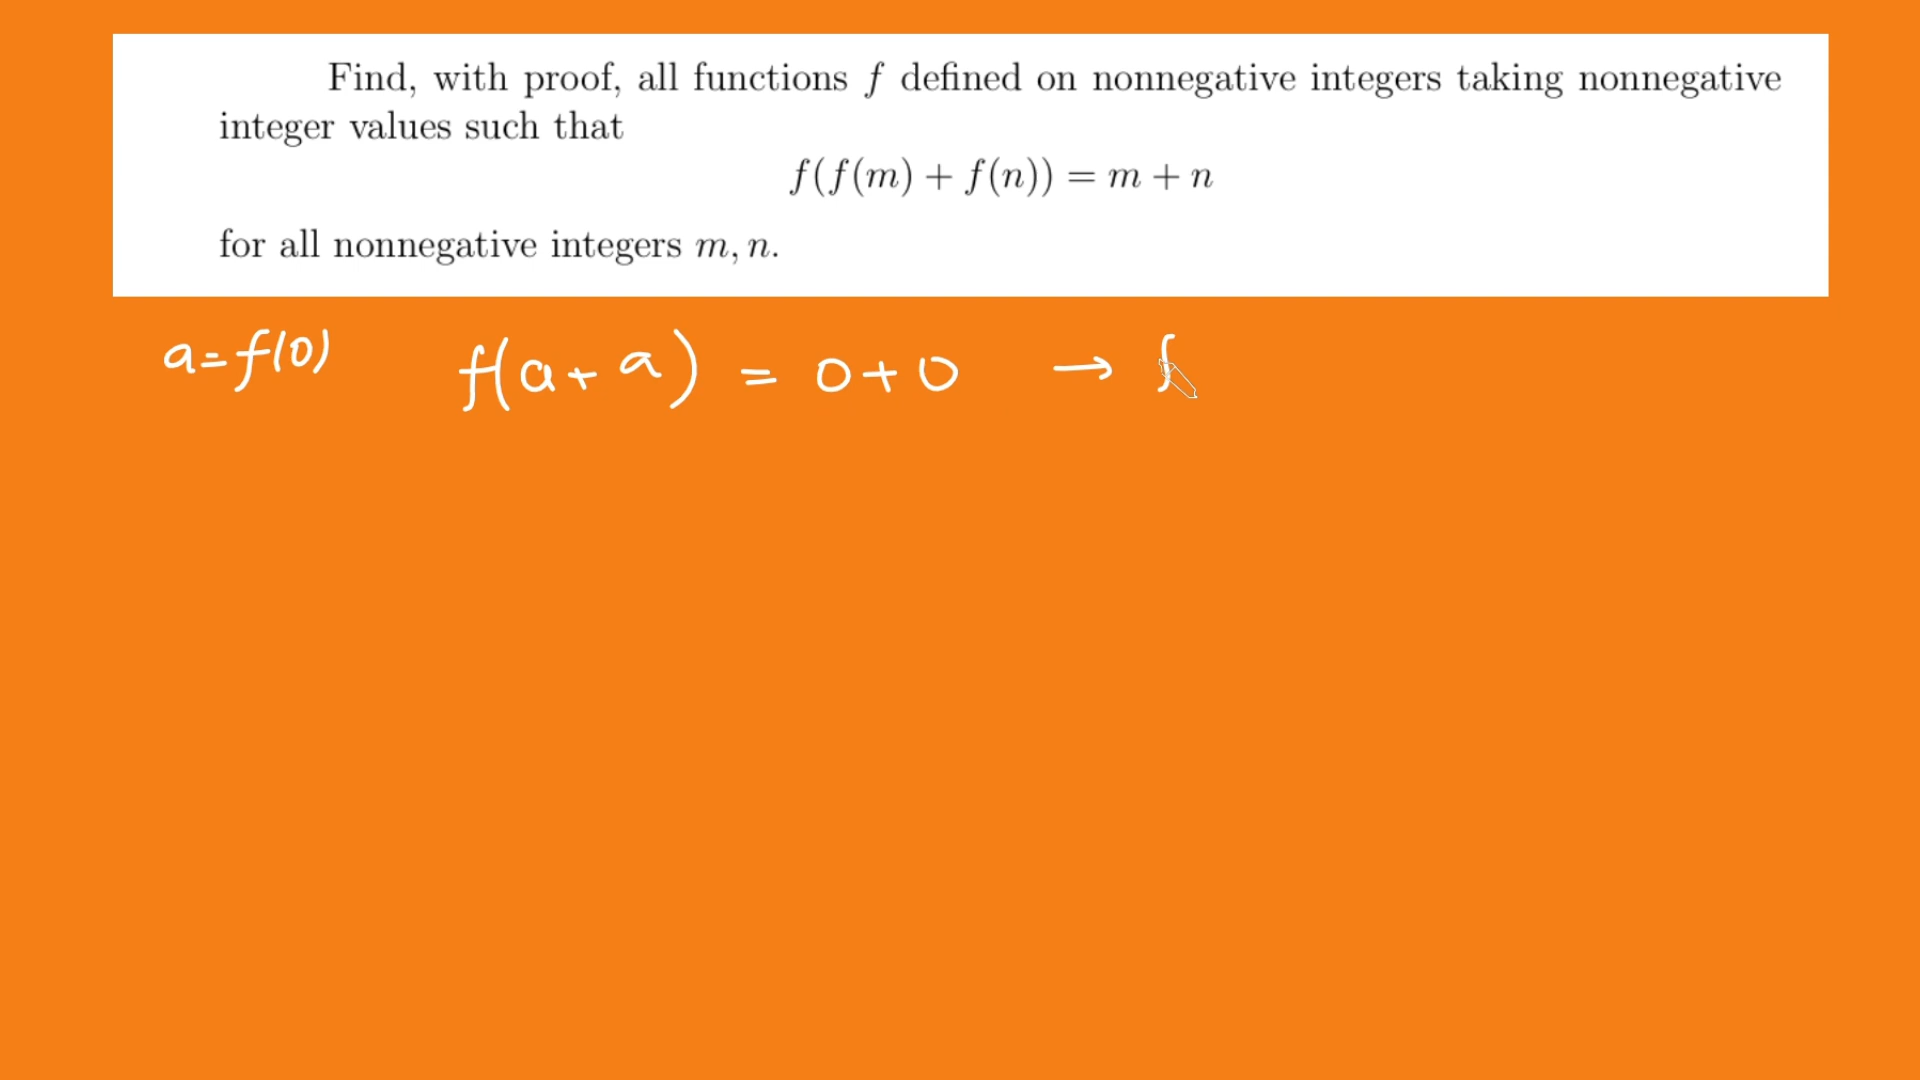 Find, with proof, all functions f defined on nonnegative integers taking nonnegative
integer values such that
f(f(m) + f(n)) = m + n
for all nonnegative integers m, n.
a=f(0) f(a+a) = 0+0 → f